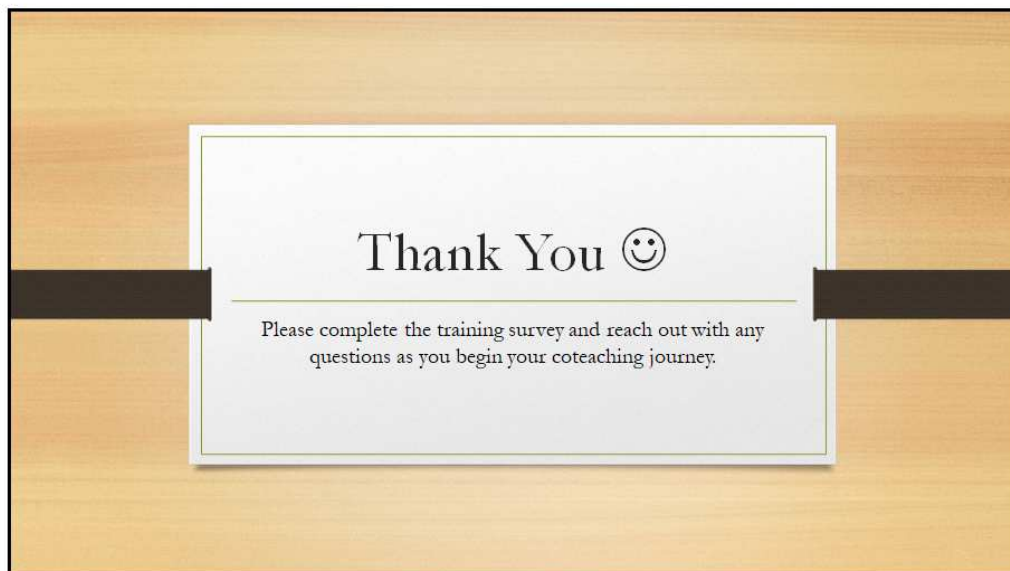 Thank You ☺
Please complete the training survey and reach out with any
questions as you begin your coteaching journey.